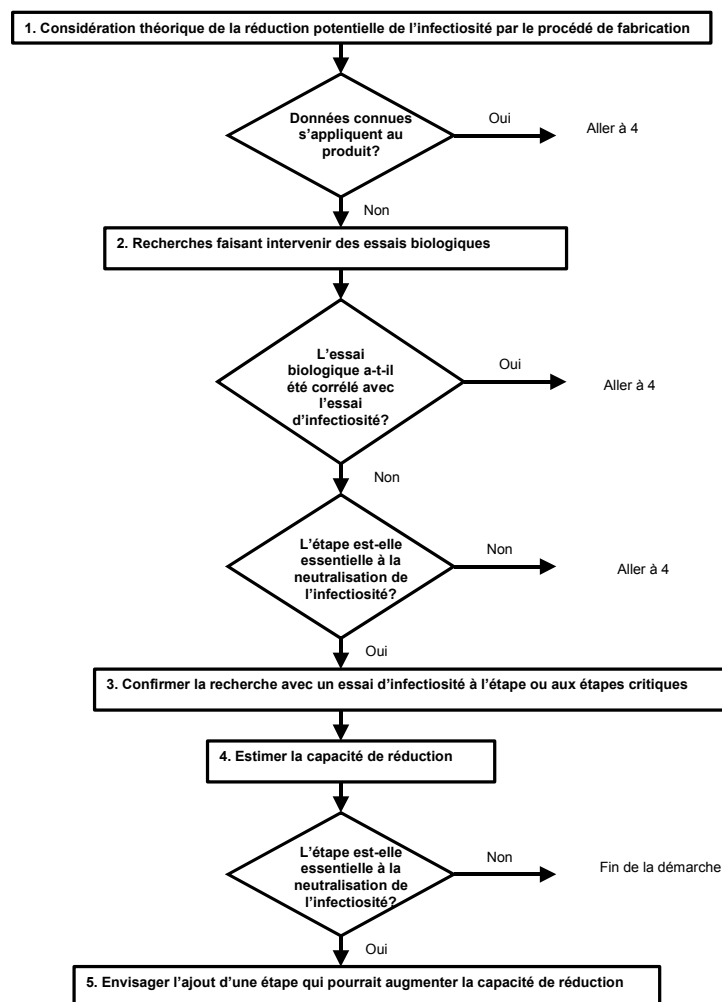 1. Considération théorique de la réduction potentielle de l'infectiosité par le procédé de fabrication
Données connues
s'appliquent au
produit?
Oui
Aller à 4
Non
2. Recherches faisant intervenir des essais biologiques
L'essai
biologique a-t-il
été corrélé avec
l'essai
d'infectiosité?
Oui
Aller à 4
Non
L'étape est-elle
essentielle à la
neutralisation de
l'infectiosité?
Non
Aller à 4
Oui
3. Confirmer la recherche avec un essai d'infectiosité à l'étape ou aux étapes critiques
4. Estimer la capacité de réduction
L'étape est-elle
essentielle à la
neutralisation de
l'infectiosité?
Non
Fin de la démarche
Oui
5. Envisager l'ajout d'une étape qui pourrait augmenter la capacité de réduction